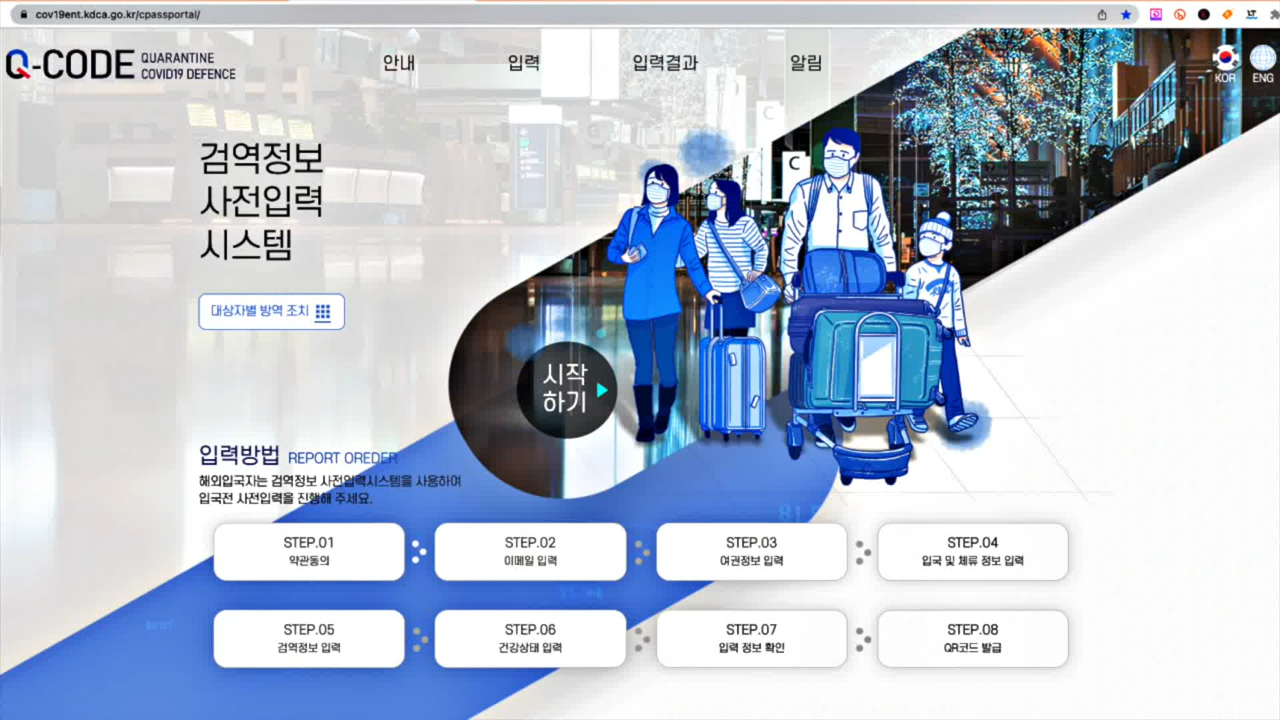 cov19ent.kdca.go.kr/cpassportal/
Q-CODE
QUARANTINE
COVID19 DEFENCE
안내
입력
입력결과
알림
KOR
ENG
검역정보
사전입력
시스템
C
C
대상자별 방역 조치
시작
하기
입력방법 REPORT OREDER
해외입국자는 검역정보 사전입력시스템을 사용하여
입국전 사전입력을 진행해 주세요.
STEP.01
약관동의
STEP.02
이메일 입력
STEP.03
여권정보 입력
STEP.04
입국 및 체류 정보 입력
STEP.05
검역정보 입력
STEP.06
건강상태 입력
STEP.07
입력 정보 확인
STEP.08
QR코드 발급